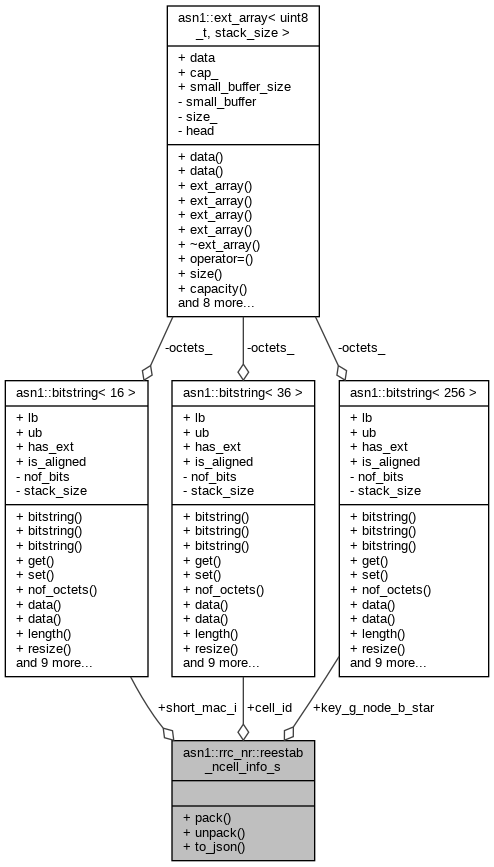 asn1::ext_array< uint8
_t, stack_size >
+ data
+ cap_
+ small_buffer_size
- small_buffer
- size_
- head
+ data()
+ data()
+ ext_array()
+ ext_array()
+ ext_array()
+ ext_array()
+ ~ext_array()
+ operator=()
+ size()
+ capacity()
and 8 more...
-octets_
-octets_
-octets_
asn1::bitstring< 16 >
+ lb
+ ub
+ has_ext
+ is_aligned
- nof_bits
- stack_size
+ bitstring()
+ bitstring()
+ bitstring()
+ get()
+ set()
+ nof_octets()
+ data()
+ data()
+ length()
+ resize()
and 9 more...
asn1::bitstring< 36 >
+ lb
+ ub
+ has_ext
+ is_aligned
- nof_bits
- stack_size
+ bitstring()
+ bitstring()
+ bitstring()
+ get()
+ set()
+ nof_octets()
+ data()
+ data()
+ length()
+ resize()
and 9 more...
asn1::bitstring< 256 >
+ lb
+ ub
+ has_ext
+ is_aligned
- nof_bits
- stack_size
+ bitstring()
+ bitstring()
+ bitstring()
+ get()
+ set()
+ nof_octets()
+ data()
+ data()
+ length()
+ resize()
and 9 more...
+short_mac_i
+cell_id
+key_g_node_b_star
asn1::rrc_nr::reestab
_ncell_info_s
+ pack()
+ unpack()
+ to_json()